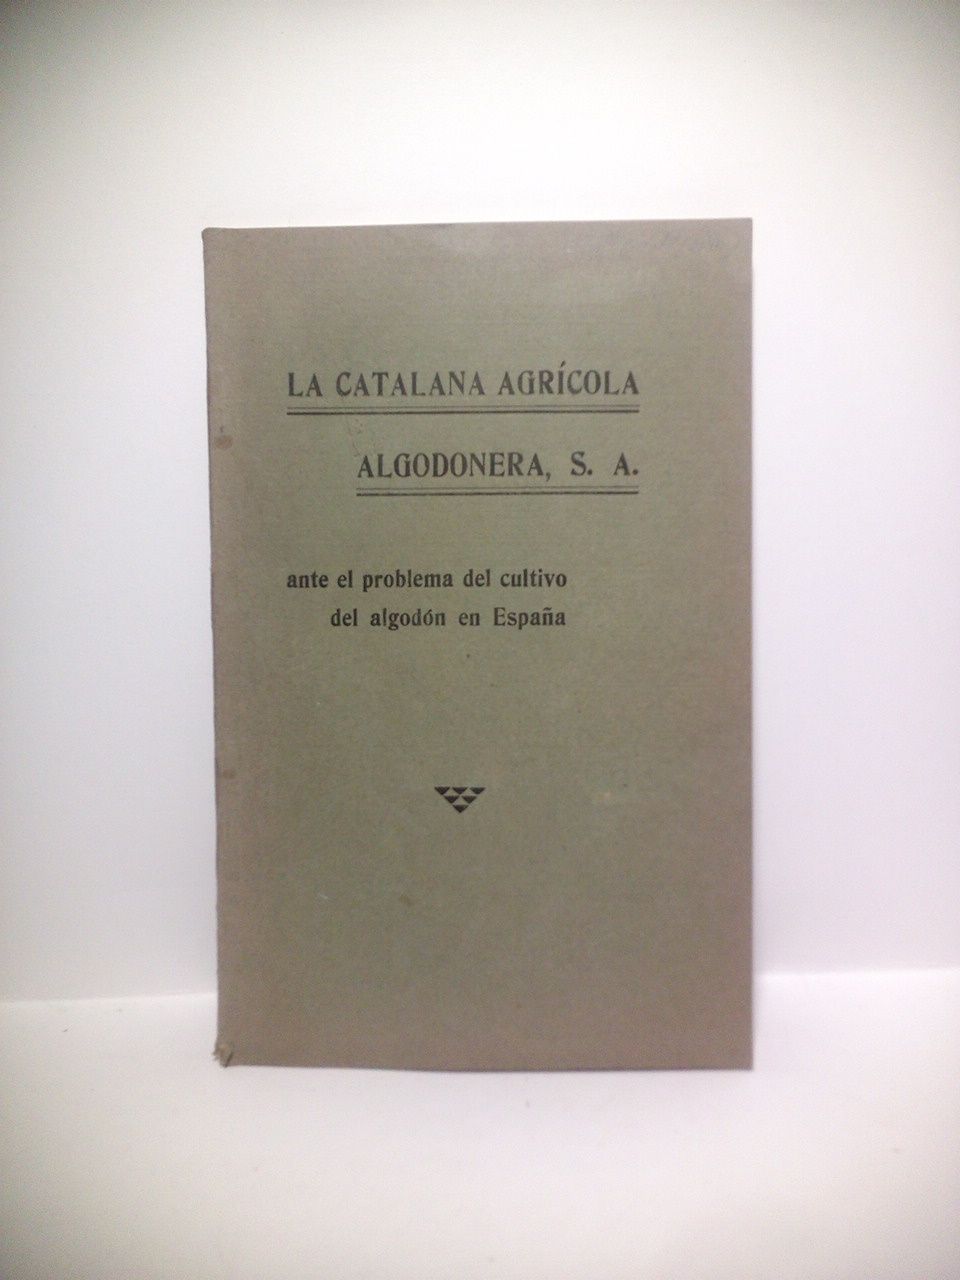 LA CATALANA AGRÍCOLA
ALGODONERA, S. A.
ante el problema del cultivo
del algodón en España